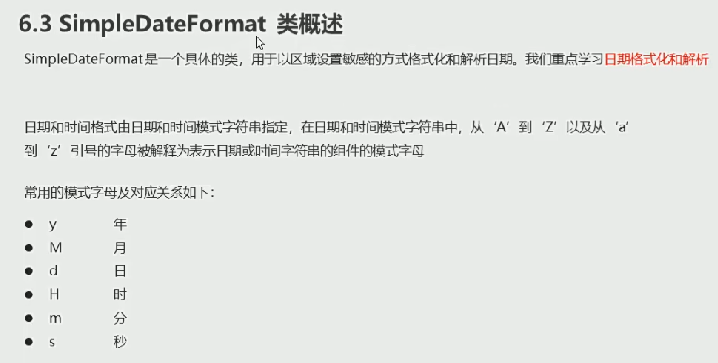 6.3 SimpleDateFormat 类概述
SimpleDateFormat是一个具体的类，用于以区域设置敏感的方式格式化和解析日期。我们重点学习日期格式化和解析
日期和时间格式由日期和时间模式字符串指定，在日期和时间模式字符串中，从‘A’到‘Z’以及从‘a’
到‘z’引号的字母被解释为表示日期或时间字符串的组件的模式字母
常用的模式字母及对应关系如下：
● y 年
● M 月
● d 日
● H 时
● m 分
● s 秒